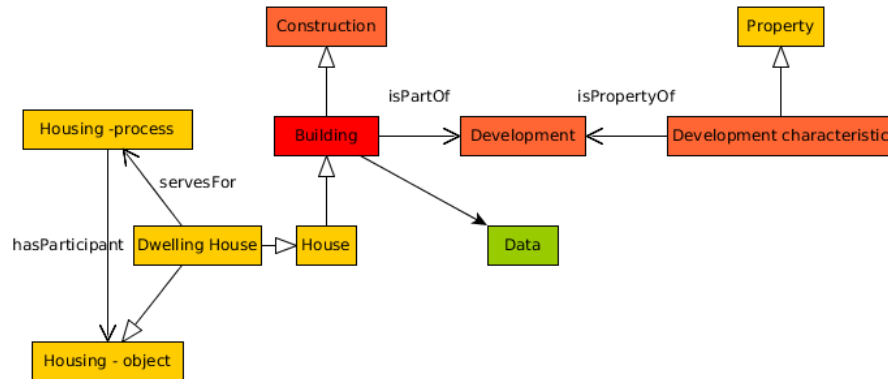 Construction
Property
isPartOf
isPropertyOf
Housing -process
Building
Development
Development characteristic
servesFor
hasParticipant
Dwelling House
House
Data
Housing - object